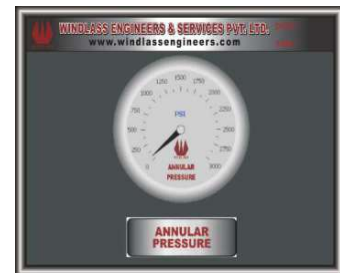 WINDLASS ENGINEERS & SERVICES PVT. LTD.
www.windlassengineers.com
1250 1500 1750
1000 2000
750 2250
PSI
500 2500
250 2750
0 ANNULAR 3000
PRESSURE
ANNULAR
PRESSURE